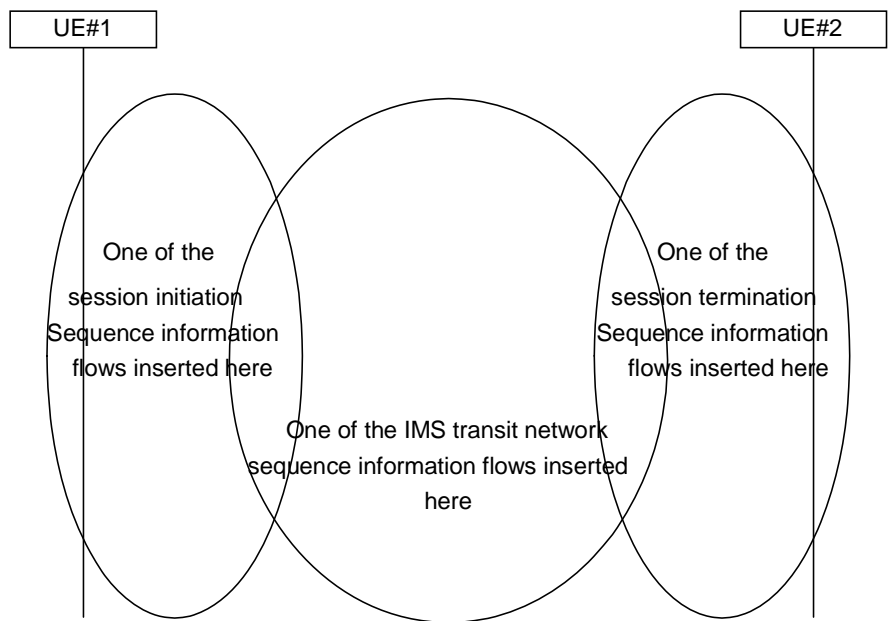 UE#1
UE#2
One of the
session initiation
Sequence information
flows inserted here
One of the
session termination
Sequence information
flows inserted here
One of the IMS transit network
sequence information flows inserted
here